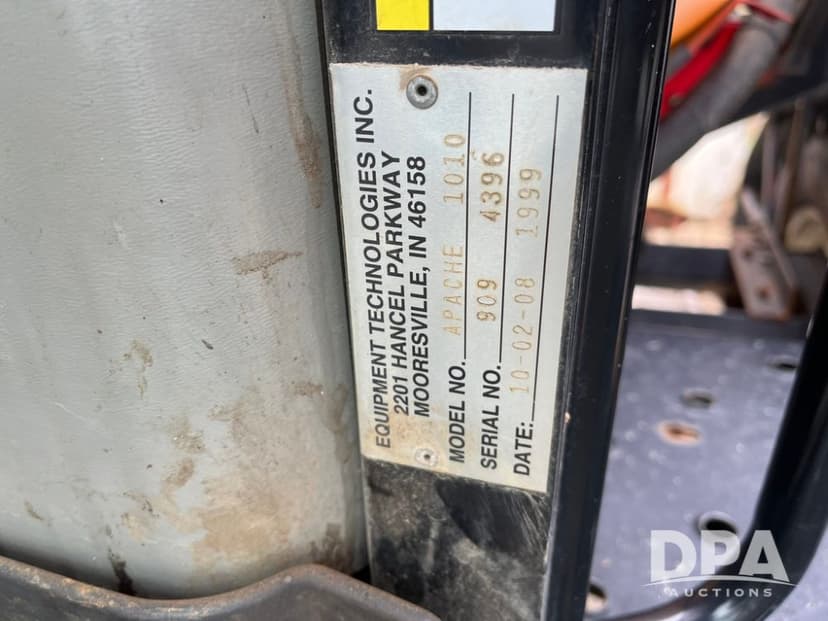 EQUIPMENT TECHNOLOGIES INC.
2201 HANCEL PARKWAY
MOORESVILLE, IN 46158
MODEL NO. APACHE 1010
SERIAL NO. 909 4396
DATE: 10-02-08 1999
DPA
AUCTIONS